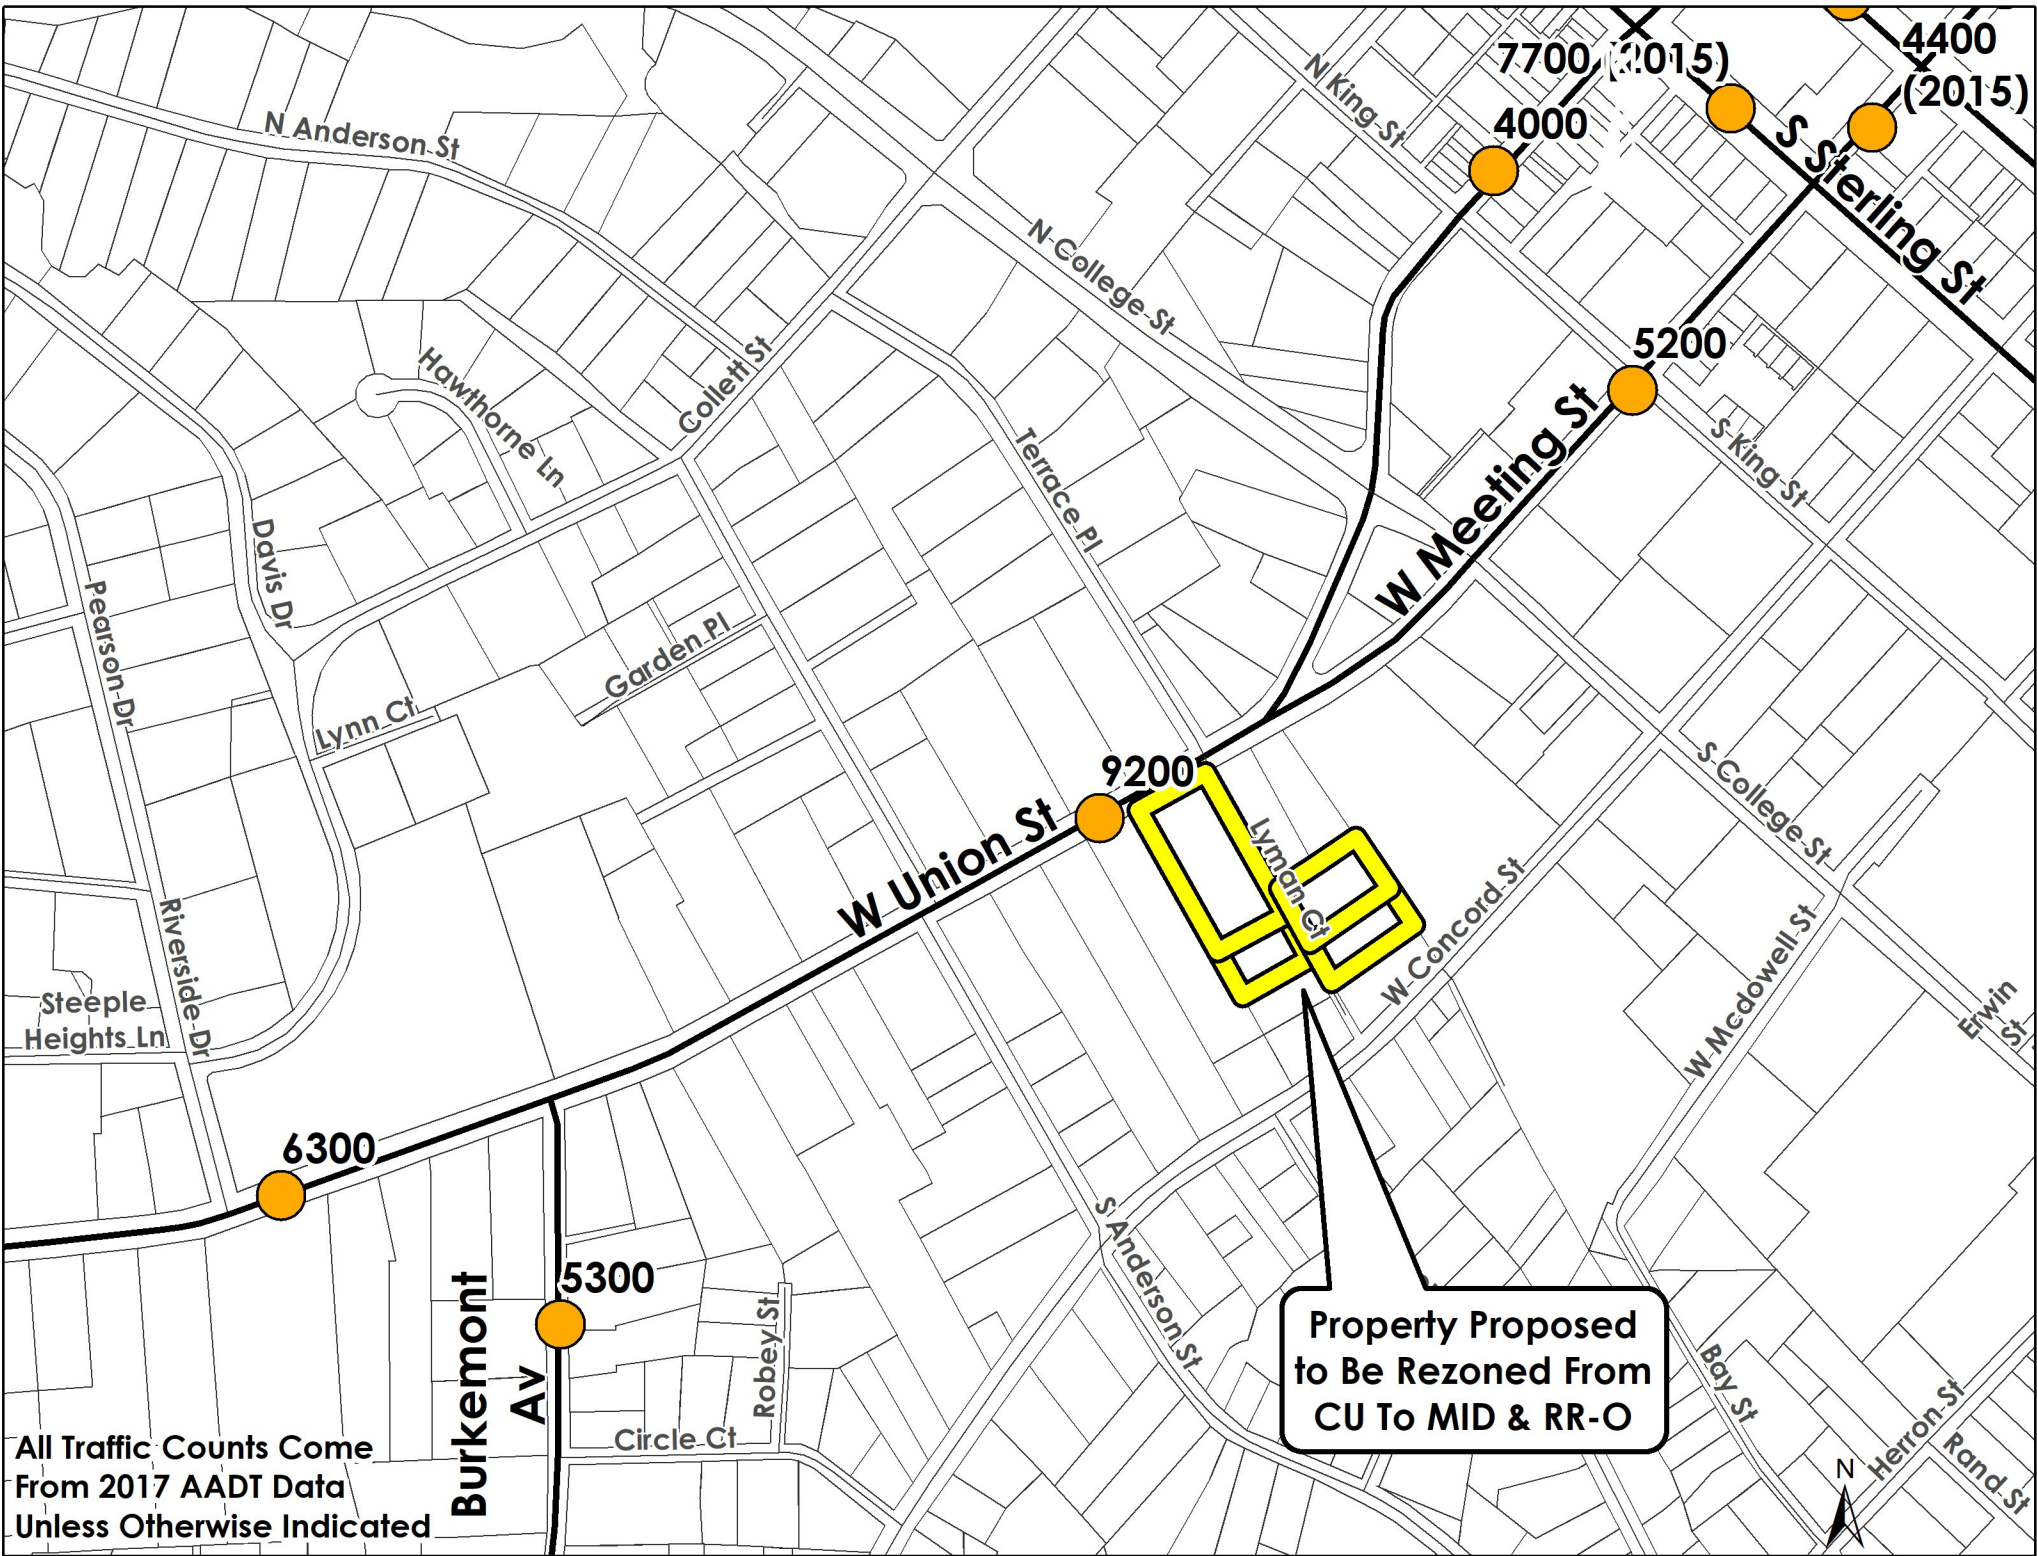 7700 (2015)
4400
(2015)
4000
N King St
N Anderson St
S Sterling St
N College St
5200
Collett St
Hawthorne Ln
W Meeting St
S King St
Terrace Pl
Davis Dr
Pearson Dr
Garden Pl
Lynn Ct
9200
S College St
W Union St
Lyman Ct
W Concord St
W Mcdowell St
Riverside Dr
Steeple
Heights Ln
Erwin
St
6300
S Anderson St
5300
Burkemont
Av
Robey St
Circle Ct
Property Proposed
to Be Rezoned From
CU To MID & RR-O
Bay St
Herron St
Rand St
All Traffic Counts Come
From 2017 AADT Data
Unless Otherwise Indicated
N